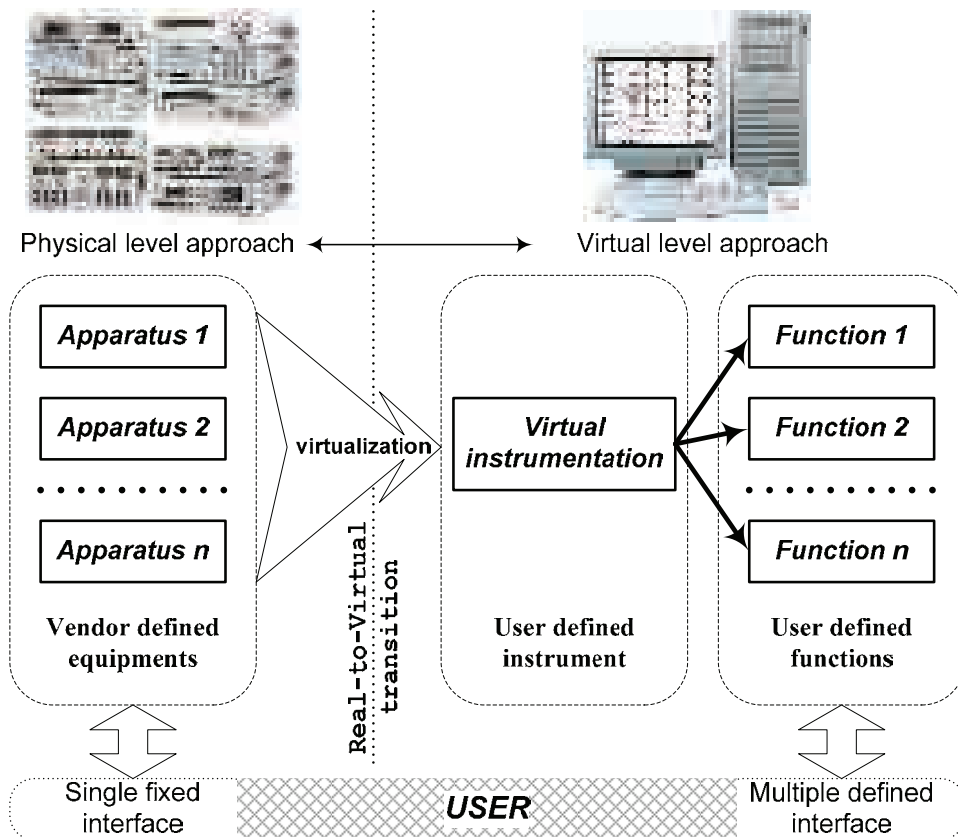 Physical level approach
Virtual level approach
Apparatus 1
Apparatus 2
Apparatus n
Vendor defined
equipments
virtualization
Real-to-Virtual
transition
Virtual
instrumentation
User defined
instrument
Function 1
Function 2
Function n
User defined
functions
Single fixed
interface
USER
Multiple defined
interface